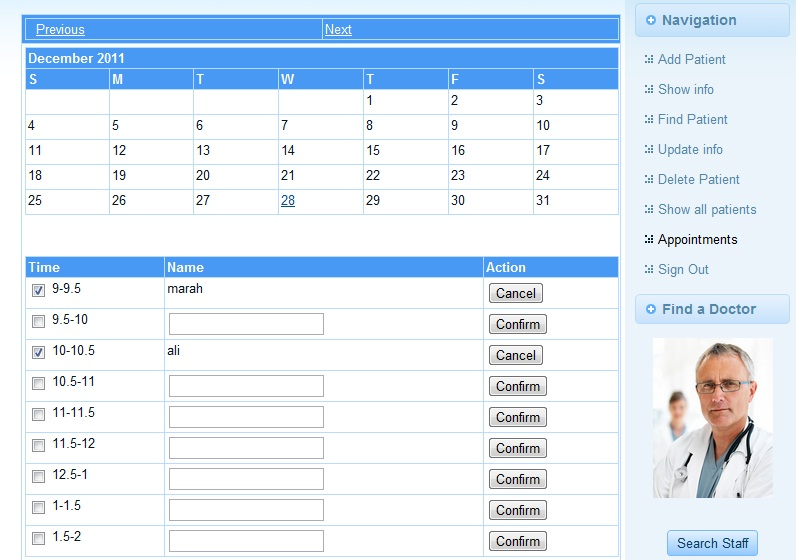 Previous Next
December 2011
S M T W T F S
1 2 3
4 5 6 7 8 9 10
11 12 13 14 15 16 17
18 19 20 21 22 23 24
25 26 27 28 29 30 31
Time Name Action
9-9.5 marah Cancel
9.5-10 Confirm
10-10.5 ali Cancel
10.5-11 Confirm
11-11.5 Confirm
11.5-12 Confirm
12.5-1 Confirm
1-1.5 Confirm
1.5-2 Confirm
Navigation
Add Patient
Show info
Find Patient
Update info
Delete Patient
Show all patients
Appointments
Sign Out
Find a Doctor
Search Staff